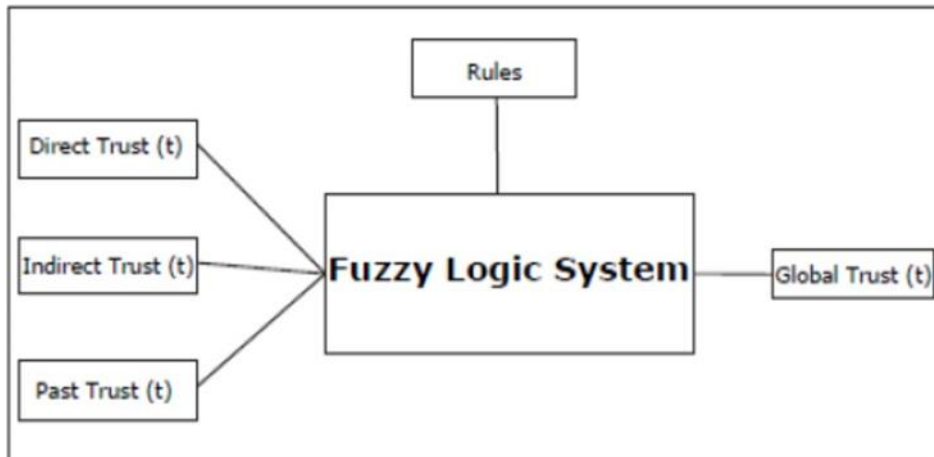 Rules
Direct Trust (t)
Indirect Trust (t)
Past Trust (t)
Fuzzy Logic System
Global Trust (t)